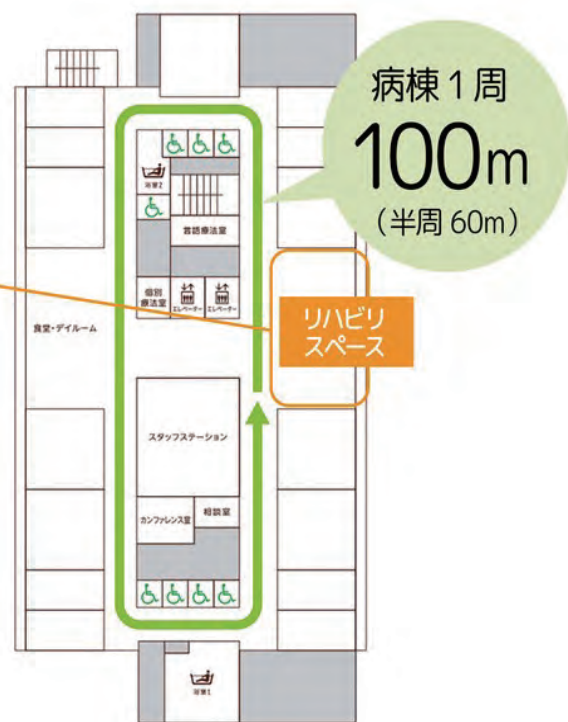 病棟1周
100m
(半周60m)
浴室2
言語療法室
個別
療法室
エレベーター
エレベーター
リハビリ
スペース
食堂・デイルーム
スタッフステーション
カンファレンス室
相談室
浴室1